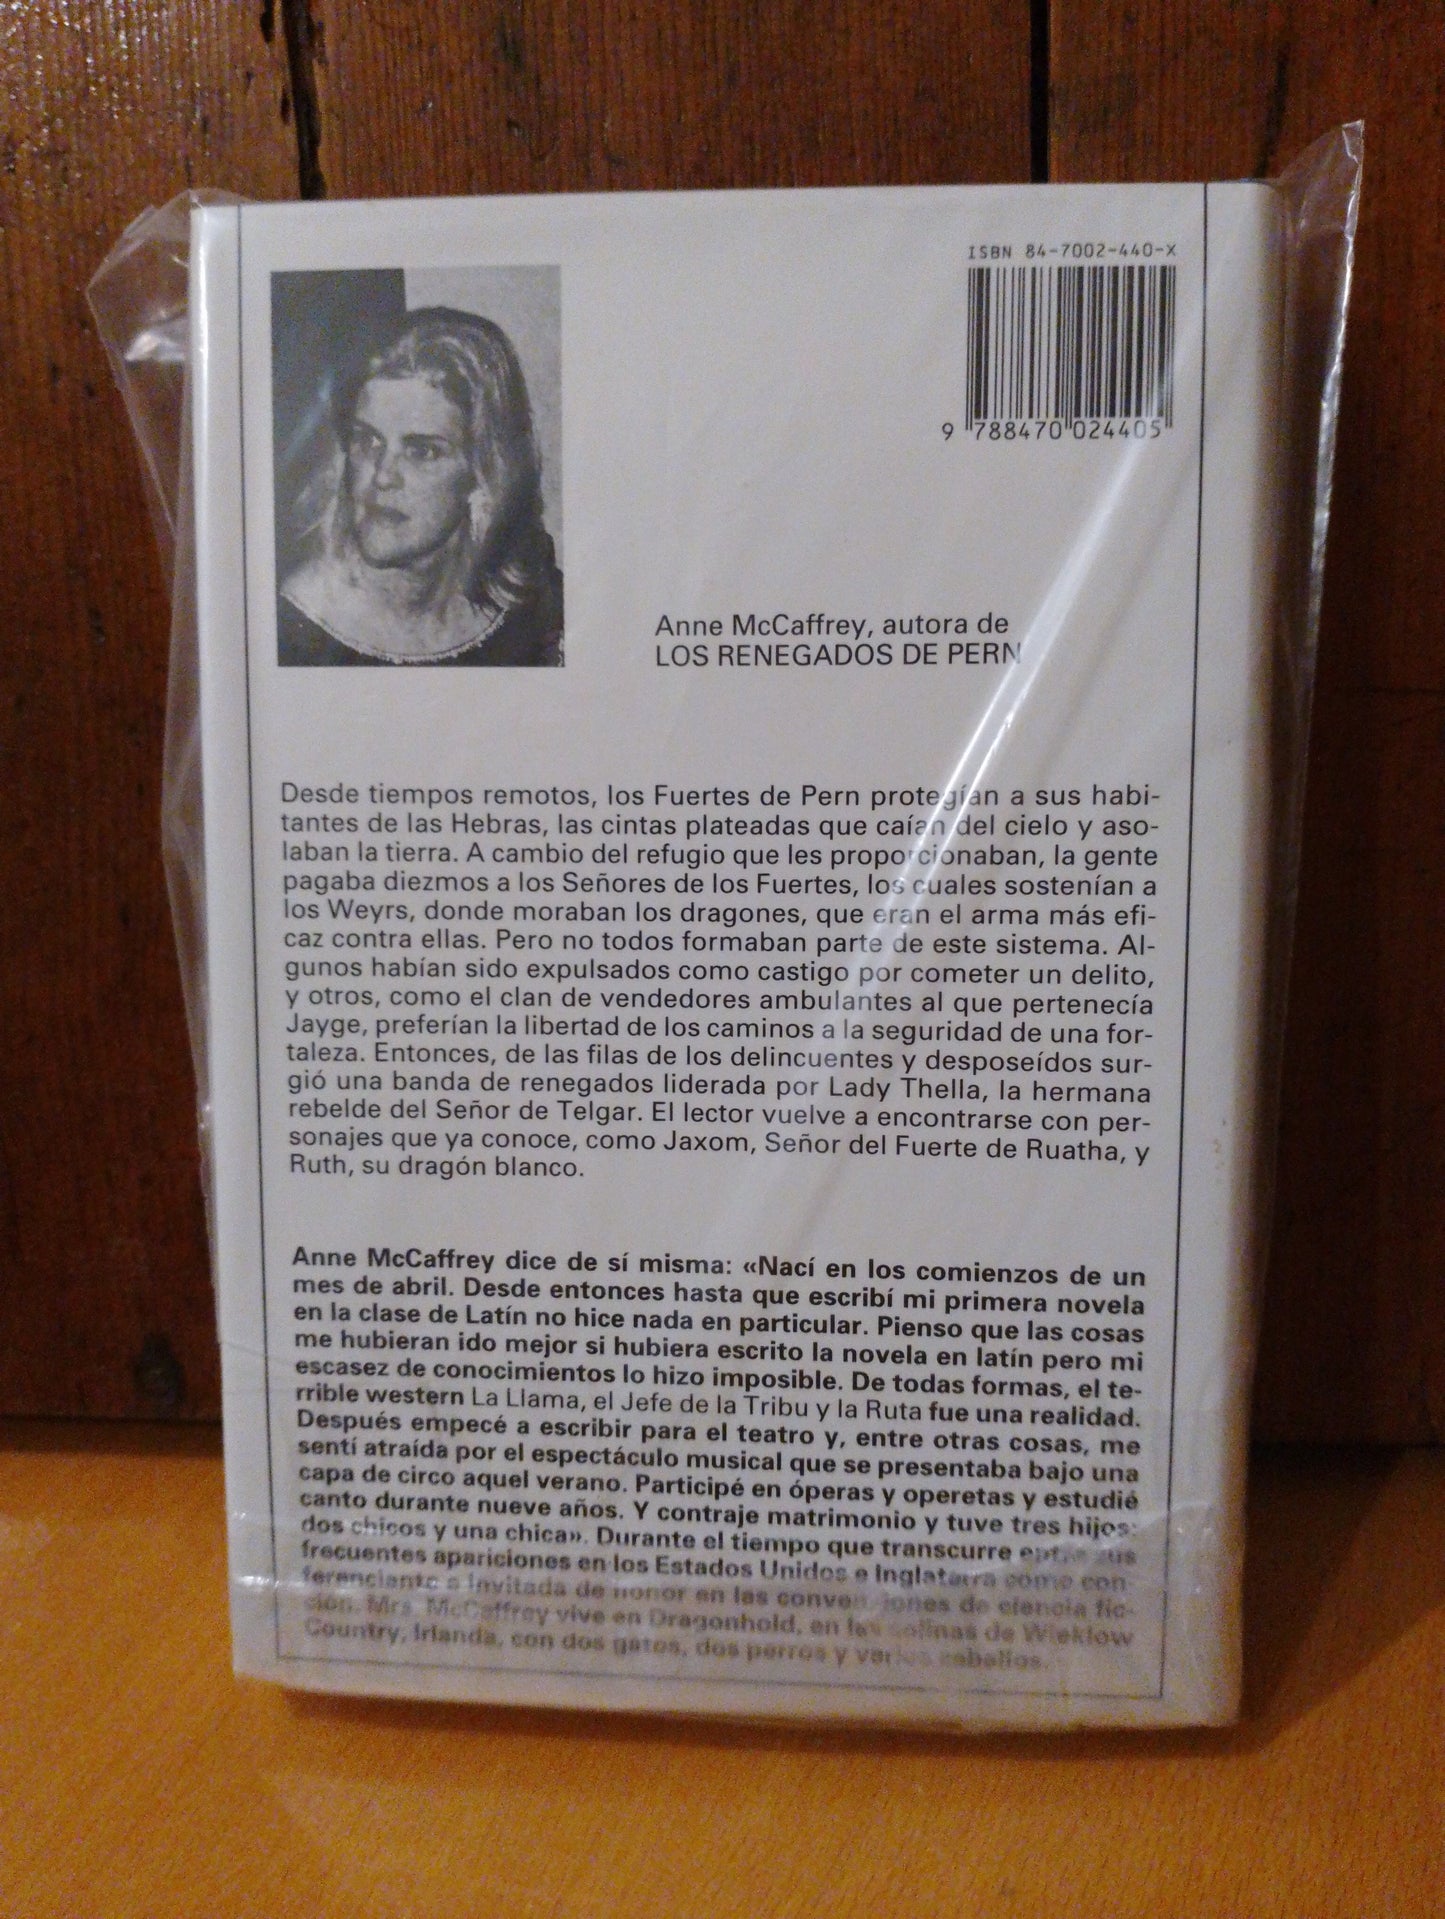 ISBN 84-7002-440-X
9 788470 024405
Anne McCaffrey, autora de
LOS RENEGADOS DE PERN
Desde tiempos remotos, los Fuertes de Pern protegían a sus habi-
tantes de las Hebras, las cintas plateadas que caían del cielo y aso-
laban la tierra. A cambio del refugio que les proporcionaban, la gente
pagaba diezmos a los Señores de los Fuertes, los cuales sostenían a
los Weyrs, donde moraban los dragones, que eran el arma más efi-
caz contra ellas. Pero no todos formaban parte de este sistema. Al-
gunos habían sido expulsados como castigo por cometer un delito,
y otros, como el clan de vendedores ambulantes al que pertenecía
Jayge, preferían la libertad de los caminos a la seguridad de una for-
taleza. Entonces, de las filas de los delincuentes y desposeídos sur-
gió una banda de renegados liderada por Lady Thella, la hermana
rebelde del Señor de Telgar. El lector vuelve a encontrarse con per-
sonajes que ya conoce, como Jaxom, Señor del Fuerte de Ruatha, y
Ruth, su dragón blanco.
Anne McCaffrey dice de sí misma: «Nací en los comienzos de un
mes de abril. Desde entonces hasta que escribí mi primera novela
en la clase de Latín no hice nada en particular. Pienso que las cosas
me hubieran ido mejor si hubiera escrito la novela en latín pero mi
escasez de conocimientos lo hizo imposible. De todas formas, el te-
rrible western La Llama, el Jefe de la Tribu y la Ruta fue una realidad.
Después empecé a escribir para el teatro y, entre otras cosas, me
sentí atraída por el espectáculo musical que se presentaba bajo una
capa de circo aquel verano. Participé en óperas y operetas y estudié
canto durante nueve años. Y contraje matrimonio y tuve tres hijos:
dos chicos y una chica». Durante el tiempo que transcurre entre sus
frecuentes apariciones en los Estados Unidos e Inglaterra como con-
ferenciante e invitada de honor en las convenciones de ciencia fic-
ción, Mrs. McCaffrey vive en Dragonhold, en las colinas de Wicklow
Country, Irlanda, con dos gatos, dos perros y varios caballos.